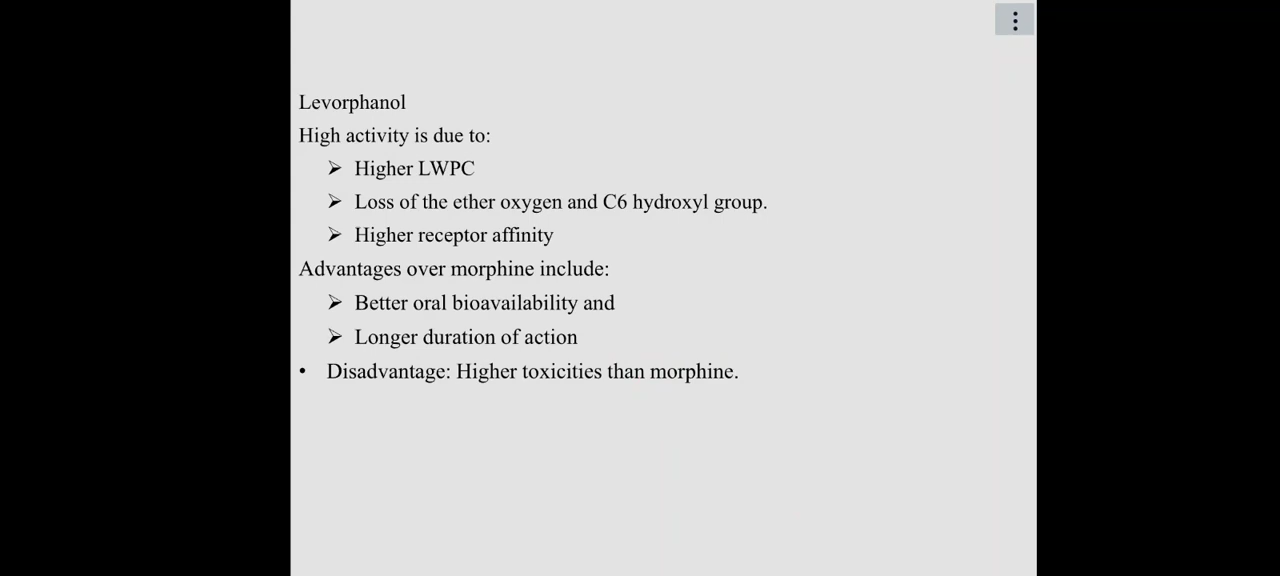 Levorphanol
High activity is due to:
➢ Higher LWPC
➢ Loss of the ether oxygen and C6 hydroxyl group.
➢ Higher receptor affinity
Advantages over morphine include:
➢ Better oral bioavailability and
➢ Longer duration of action
• Disadvantage: Higher toxicities than morphine.